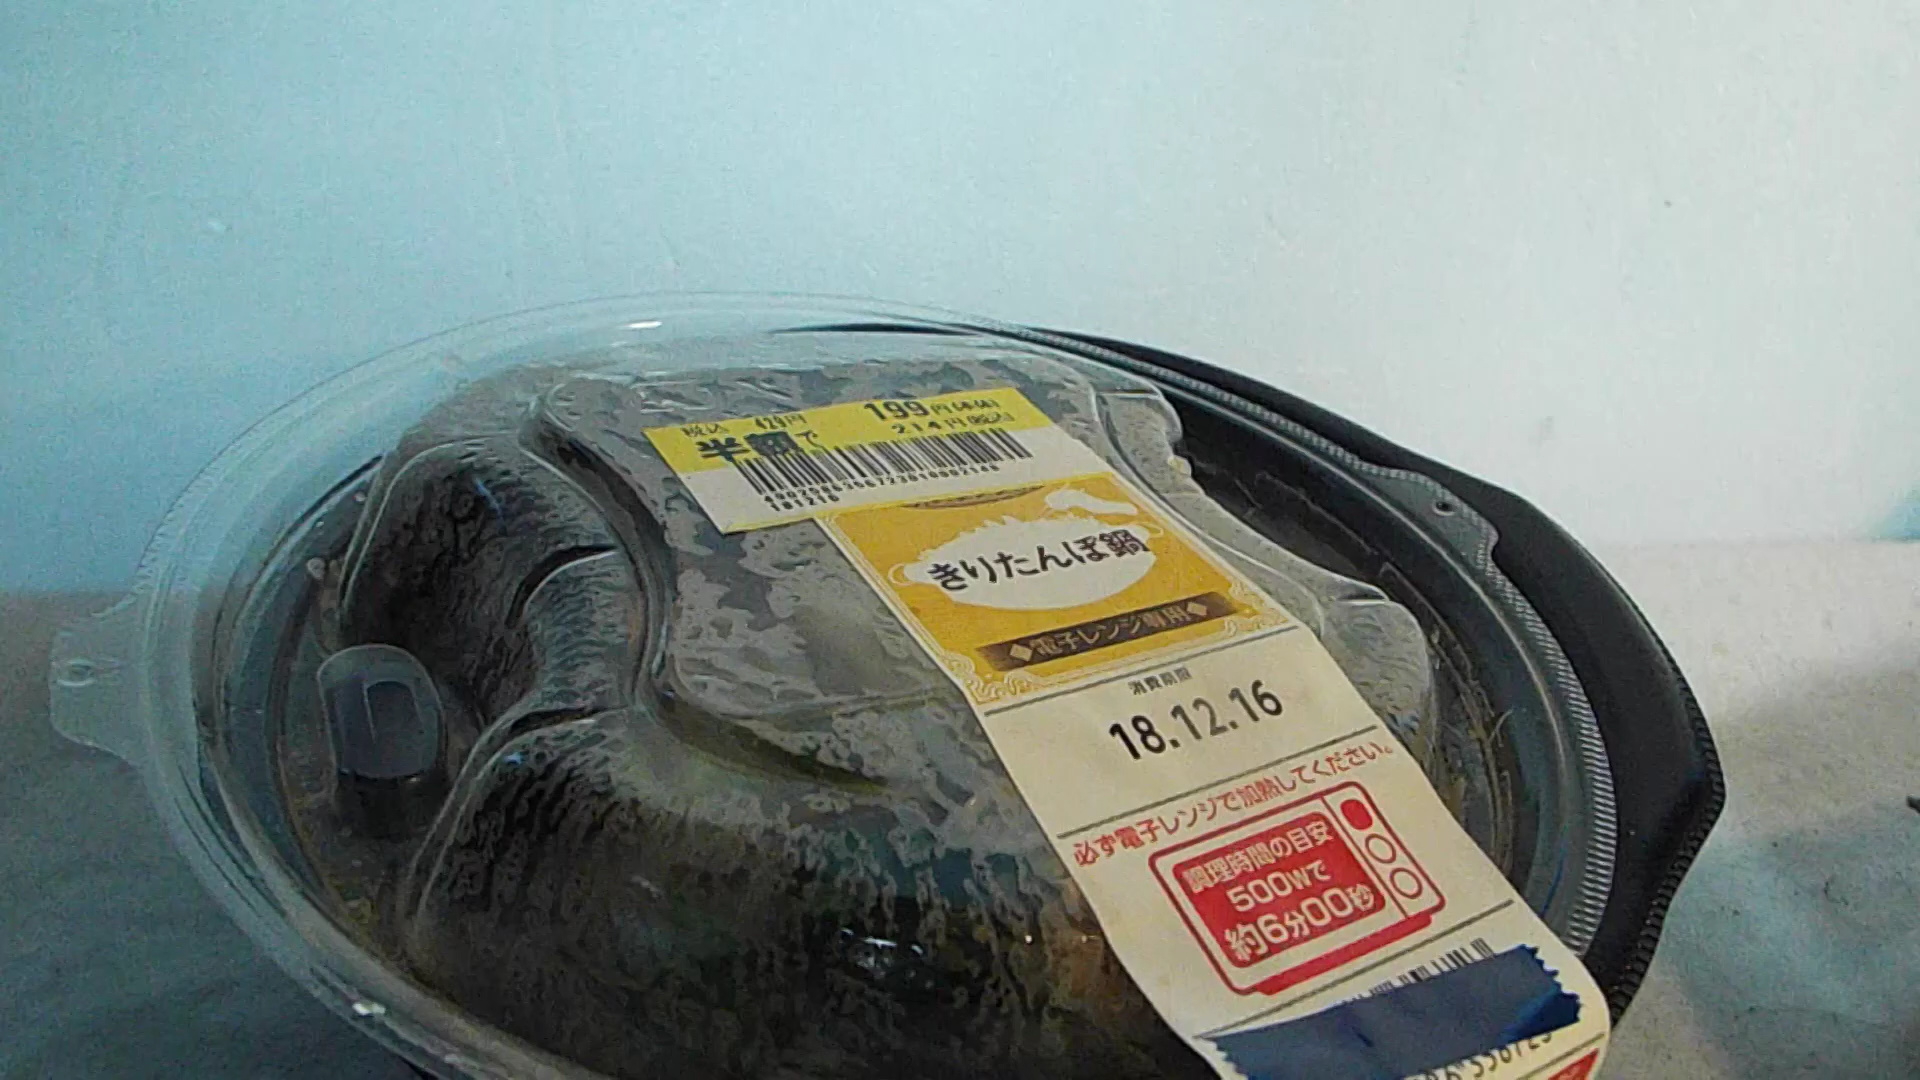 税込 429円
199円(本体)
半額で
214円(税込)
181216
きりたんぽ鍋
◆電子レンジ専用◆
消費期限
18.12.16
必ず電子レンジで加熱してください。
調理時間の目安
500Wで
約6分00秒